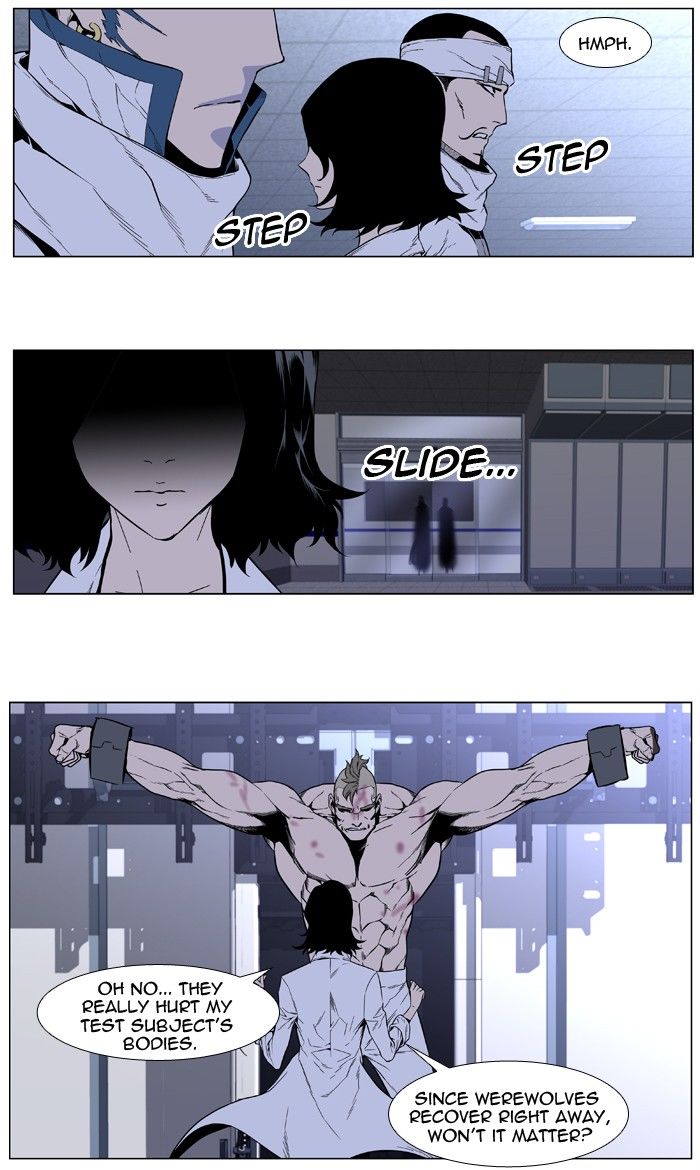 HMPH.
STEP
STEP
SLIDE...
OH NO... THEY
REALLY HURT MY
TEST SUBJECT'S
BODIES.
SINCE WEREWOLVES
RECOVER RIGHT AWAY,
WON'T IT MATTER?